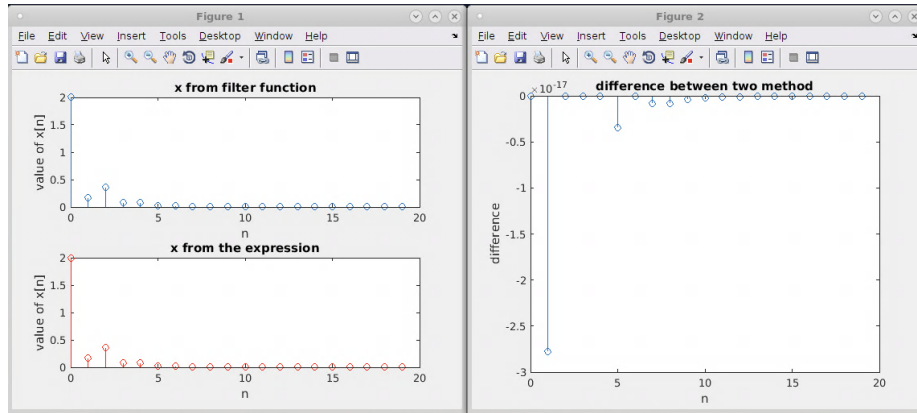 Figure 1
File Edit View Insert Tools Desktop Window Help
x from filter function
2
1.5
1
0.5
0
value of x[n]
0 5 10 15 20
n
x from the expression
2
1.5
1
0.5
0
value of x[n]
0 5 10 15 20
n
Figure 2
File Edit View Insert Tools Desktop Window Help
×10^-17
difference between two method
0
-0.5
-1
-1.5
-2
-2.5
-3
difference
0 5 10 15 20
n